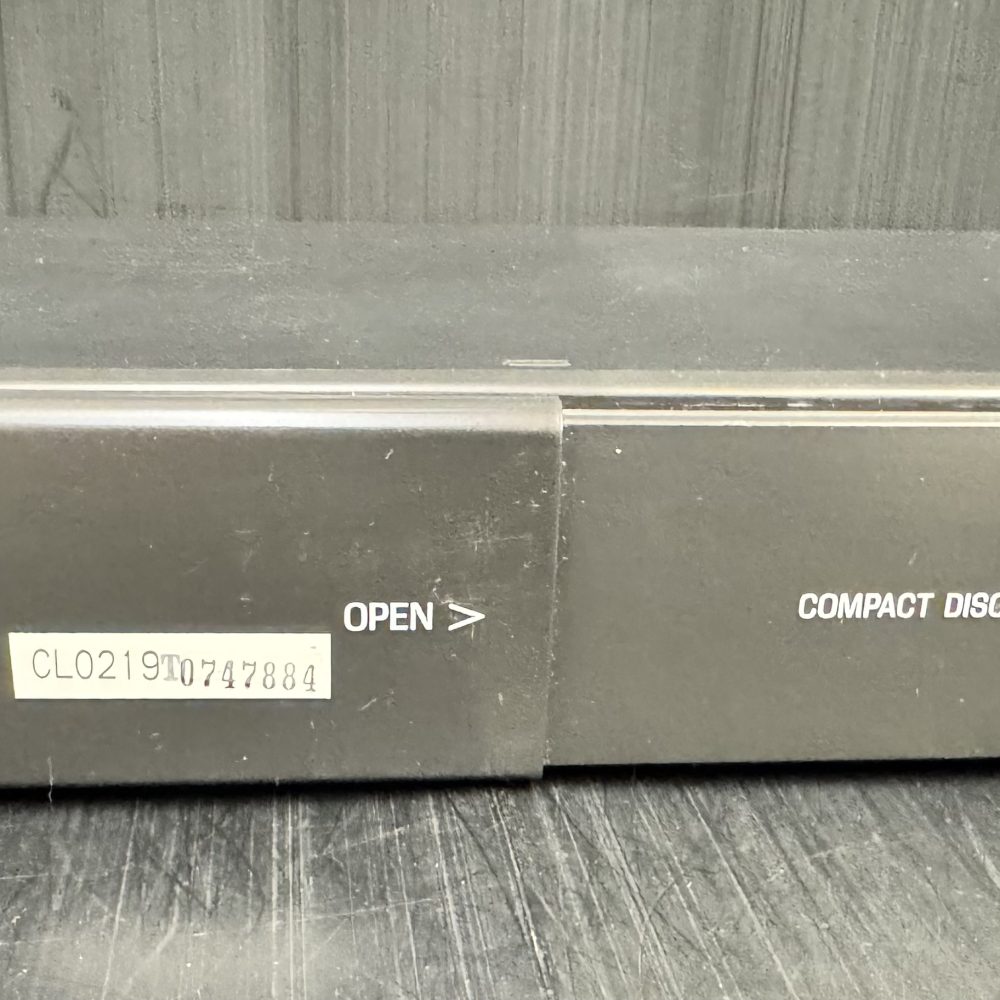 OPEN >
COMPACT DISC
CL0219T0747884